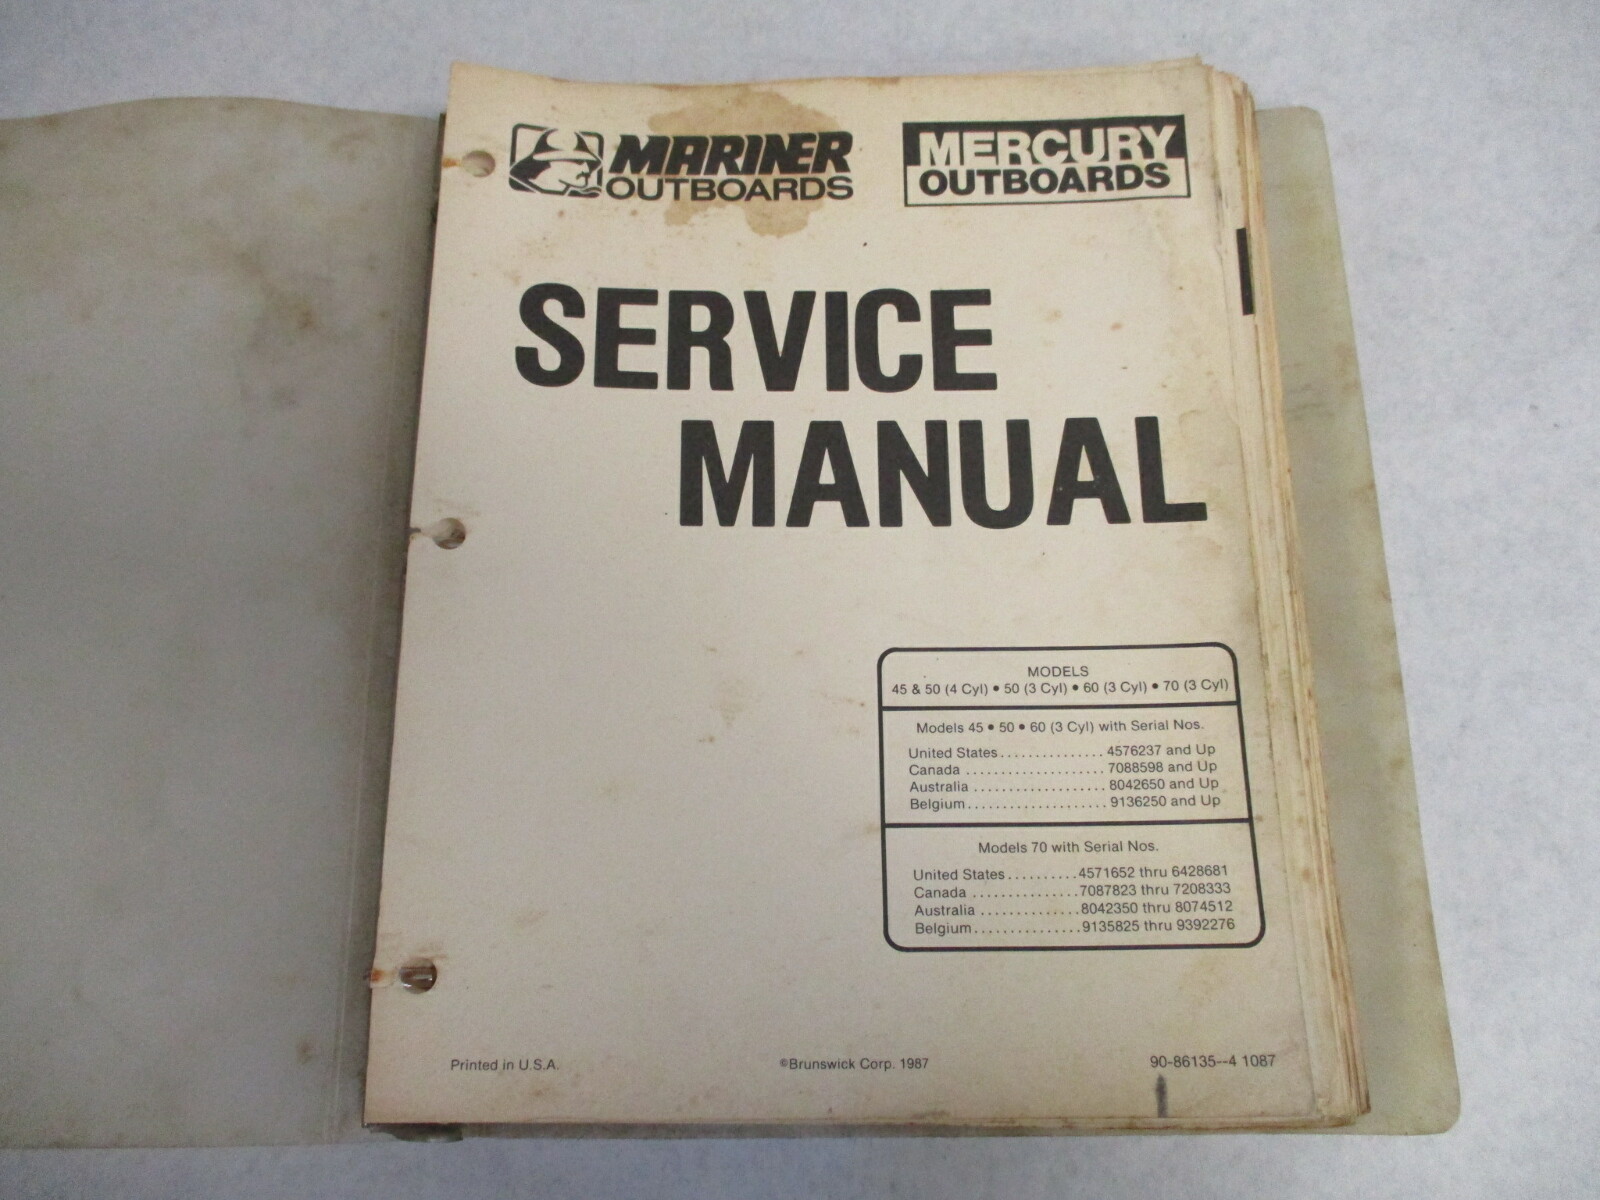 MARINER
OUTBOARDS
MERCURY
OUTBOARDS
SERVICE
MANUAL
MODELS
45 & 50 (4 Cyl) • 50 (3 Cyl) • 60 (3 Cyl) • 70 (3 Cyl)
Models 45 • 50 • 60 (3 Cyl) with Serial Nos.
United States............... 4576237 and Up
Canada .................... 7088598 and Up
Australia ................... 8042650 and Up
Belgium.................... 9136250 and Up
Models 70 with Serial Nos.
United States..........4571652 thru 6428681
Canada ...............7087823 thru 7208333
Australia ..............8042350 thru 8074512
Belgium...............9135825 thru 9392276
Printed in U.S.A.
©Brunswick Corp. 1987
90-86135--4 1087